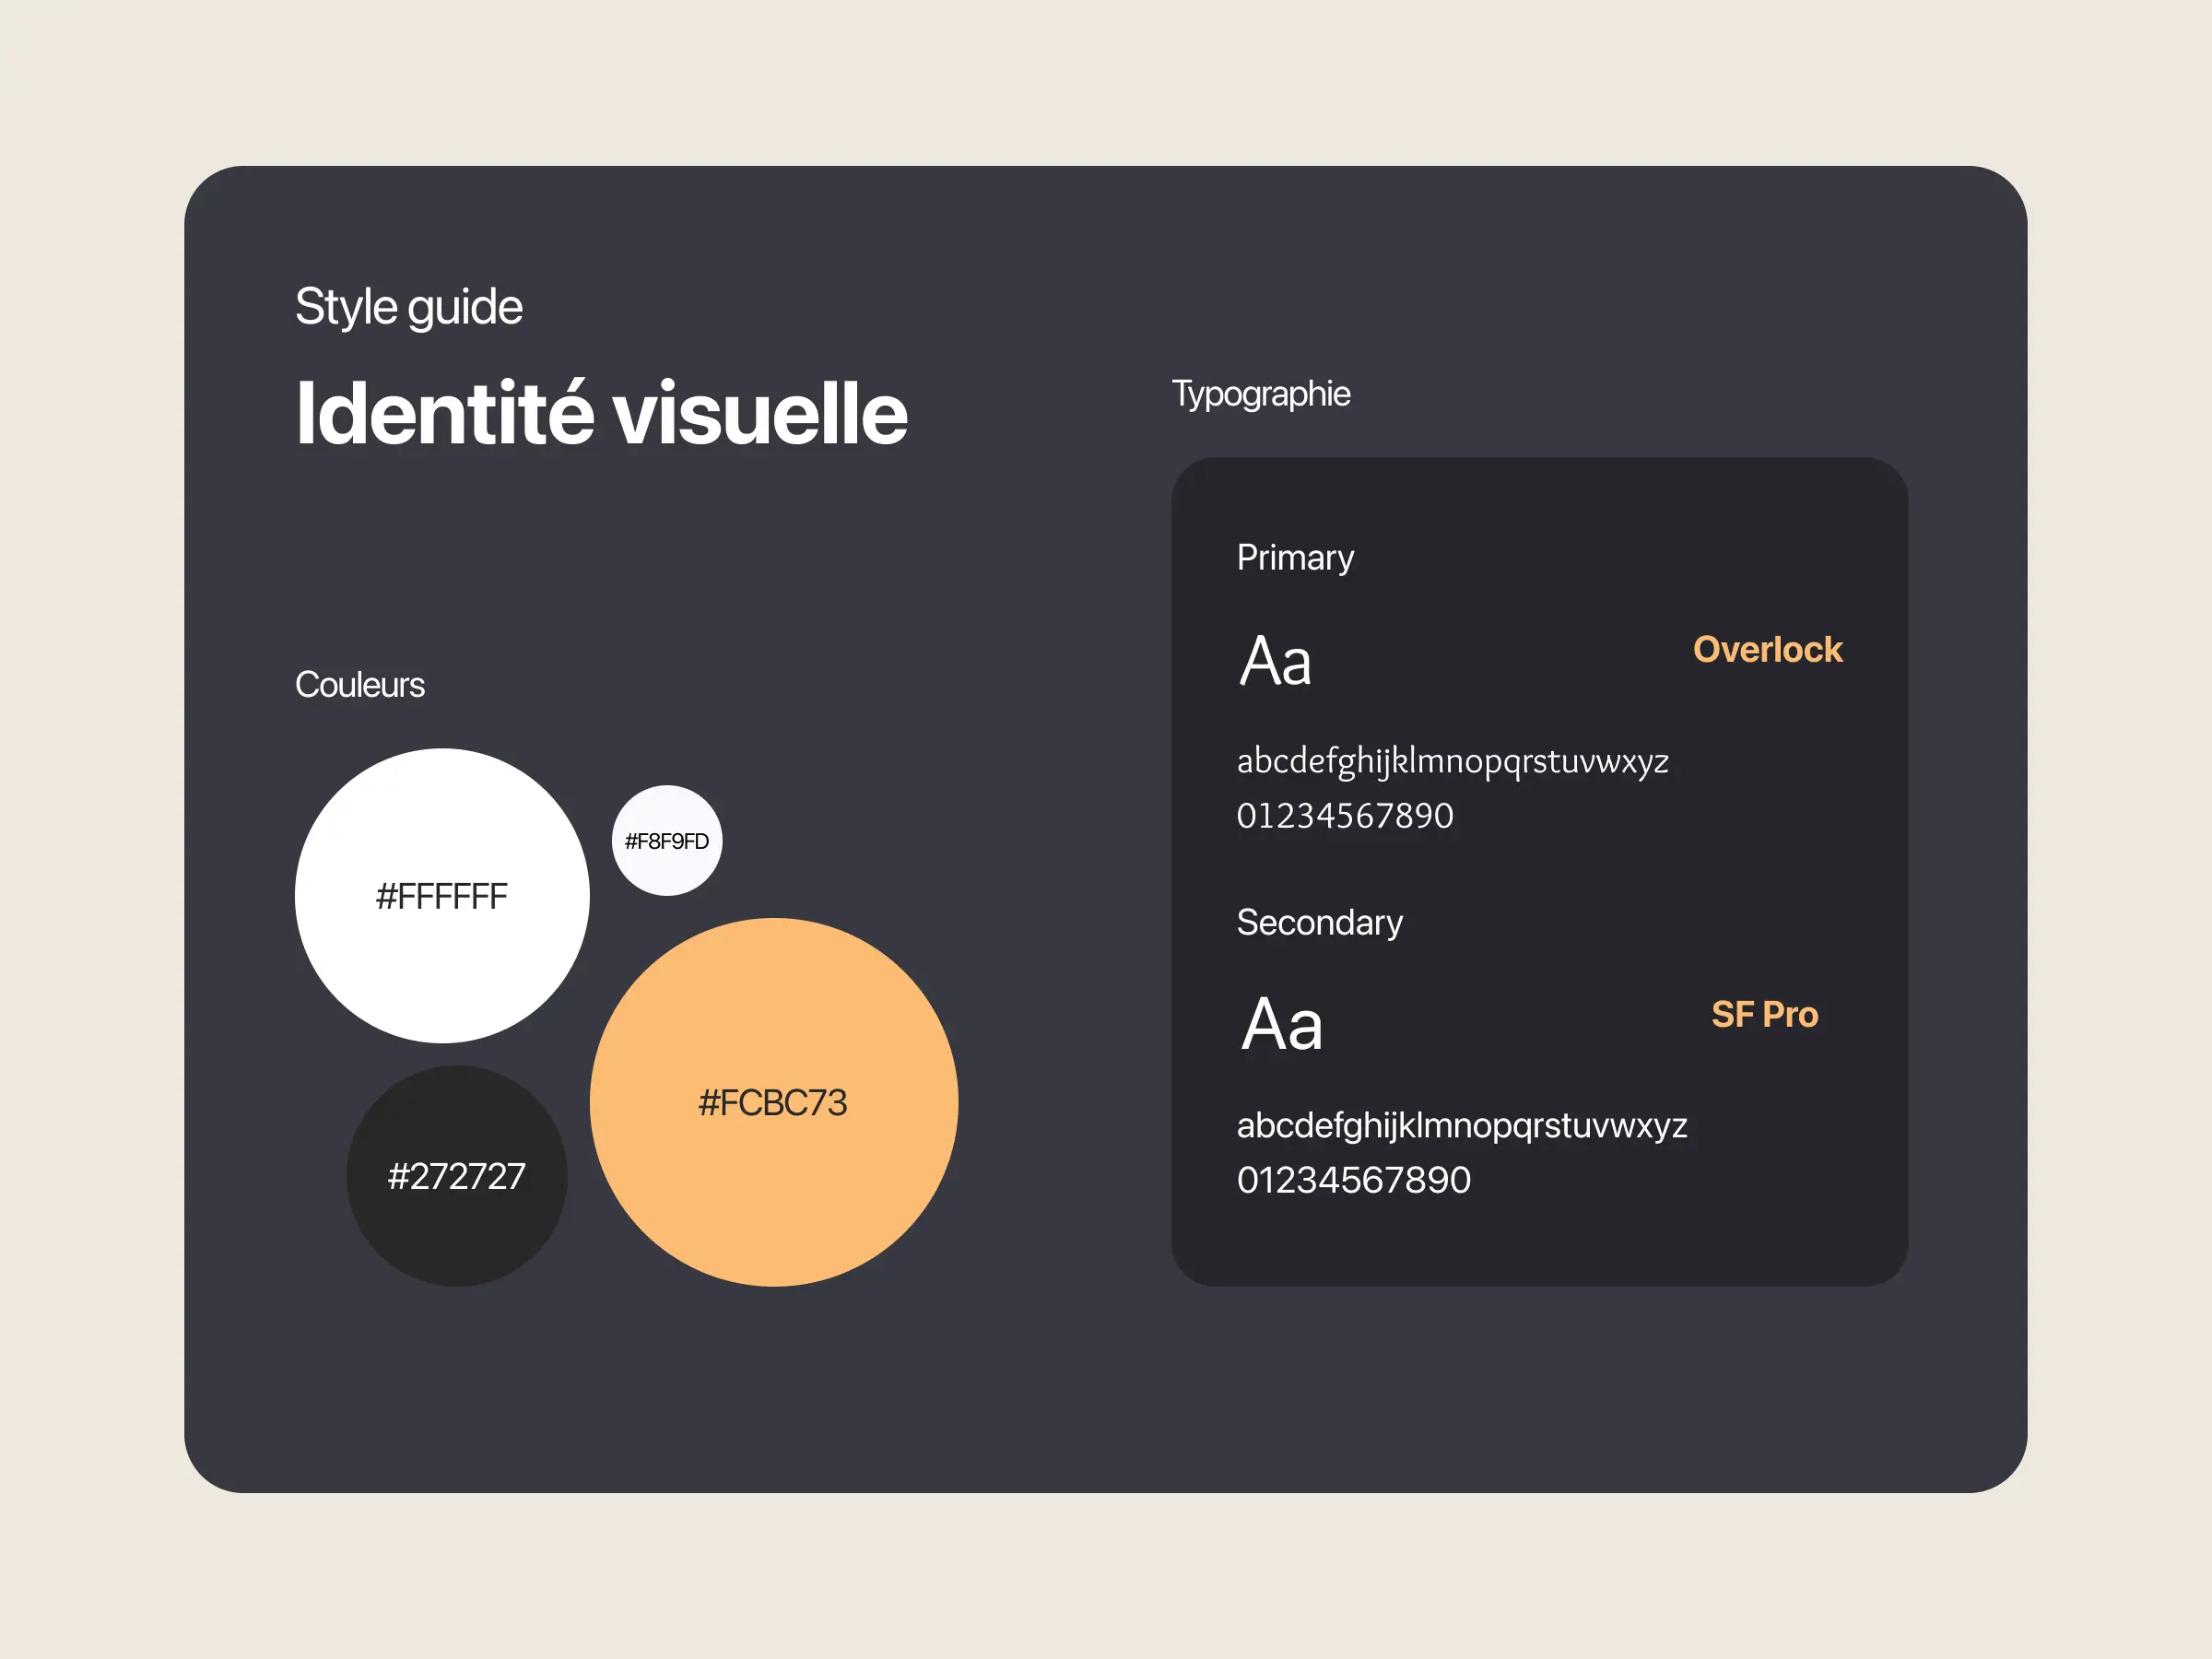 Style guide
Identité visuelle
Couleurs
#FFFFFF
#F8F9FD
#FCBC73
#272727
Typographie
Primary
Aa
Overlock
abcdefghijklmnopqrstuvwxyz
01234567890
Secondary
Aa
SF Pro
abcdefghijklmnopqrstuvwxyz
01234567890